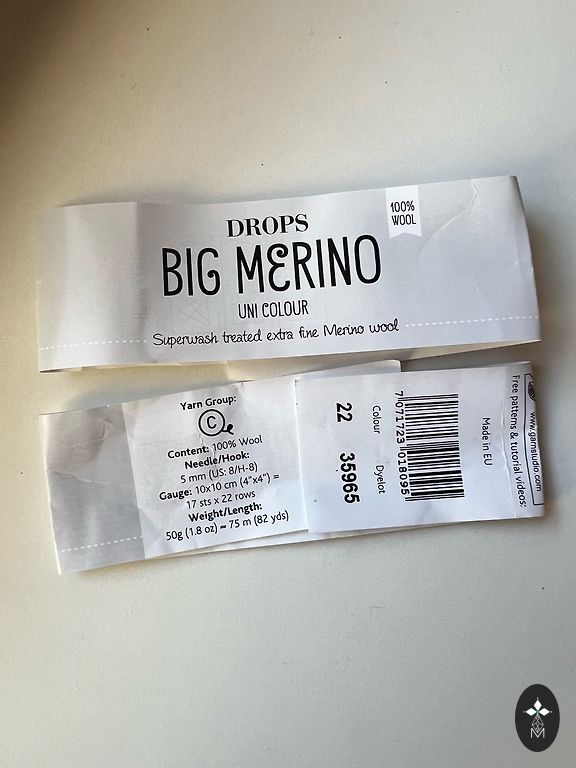 DROPS
BIG MERINO
UNI COLOUR
Superwash treated extra fine Merino wool
100%
WOOL
Yarn Group:
C
Content: 100% Wool
Needle/Hook:
5 mm (US: 8/H-8)
Gauge: 10x10 cm (4"x4") =
17 sts x 22 rows
Weight/Length:
50g (1.8 oz) ≈ 75 m (82 yds)
Colour Dyelot
22 35965
7 071723 018095
Made in EU
Free patterns & tutorial videos:
www.garnstudio.com
M